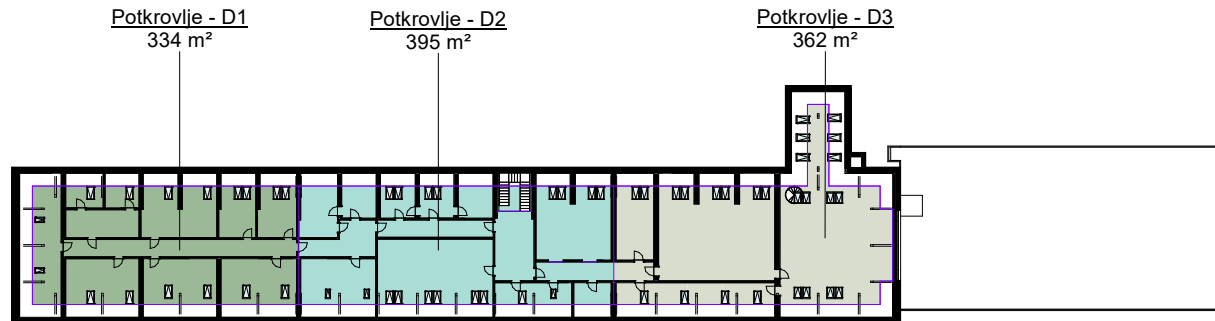 Potkrovlje - D1
334 m²
Potkrovlje - D2
395 m²
Potkrovlje - D3
362 m²